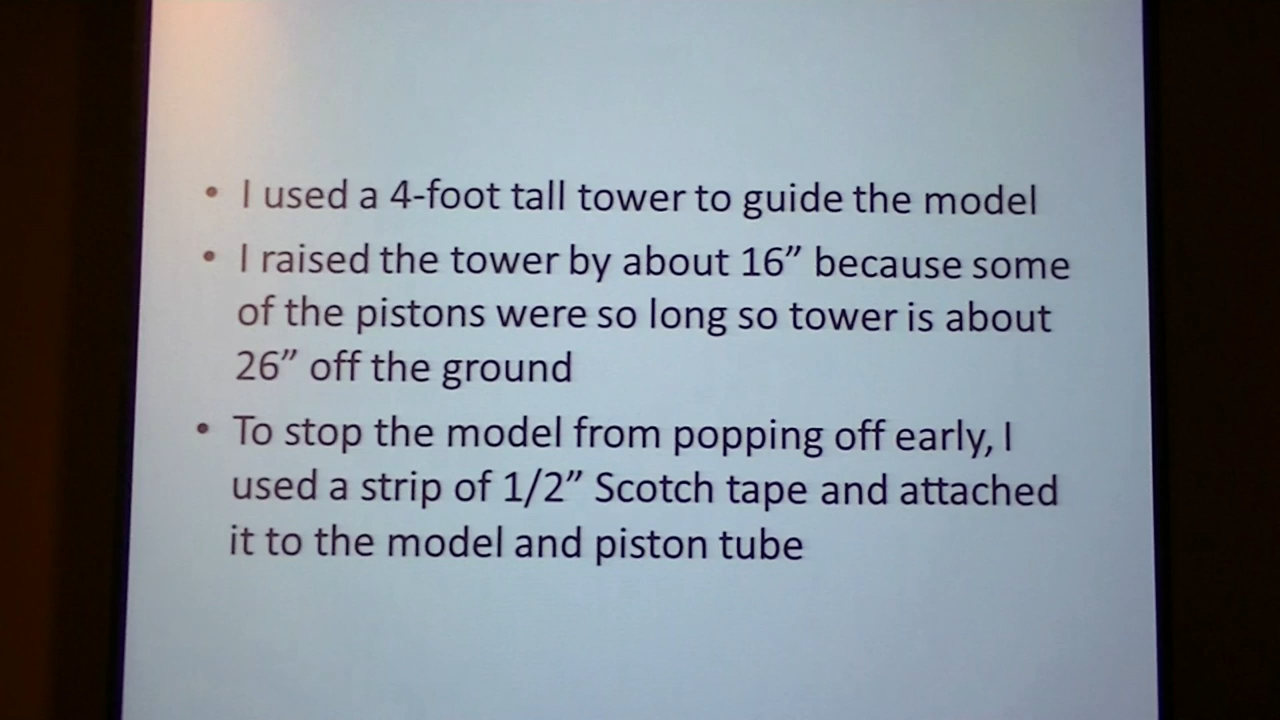 • I used a 4-foot tall tower to guide the model
• I raised the tower by about 16” because some
of the pistons were so long so tower is about
26” off the ground
• To stop the model from popping off early, I
used a strip of 1/2” Scotch tape and attached
it to the model and piston tube